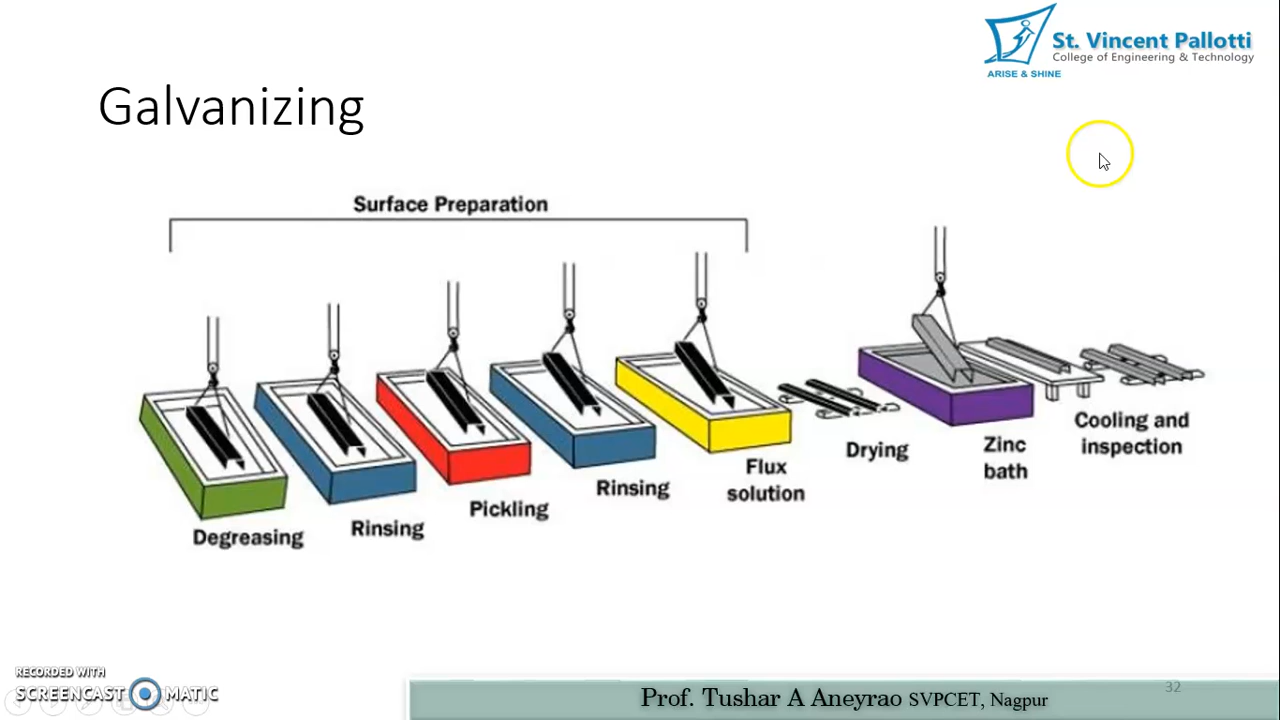 St. Vincent Pallotti
College of Engineering & Technology
ARISE & SHINE
Galvanizing
Surface Preparation
Degreasing
Rinsing
Pickling
Rinsing
Flux
solution
Drying
Zinc
bath
Cooling and
inspection
RECORDED WITH
SCREENCAST MATIC
Prof. Tushar A Aneyrao SVPCET, Nagpur
32